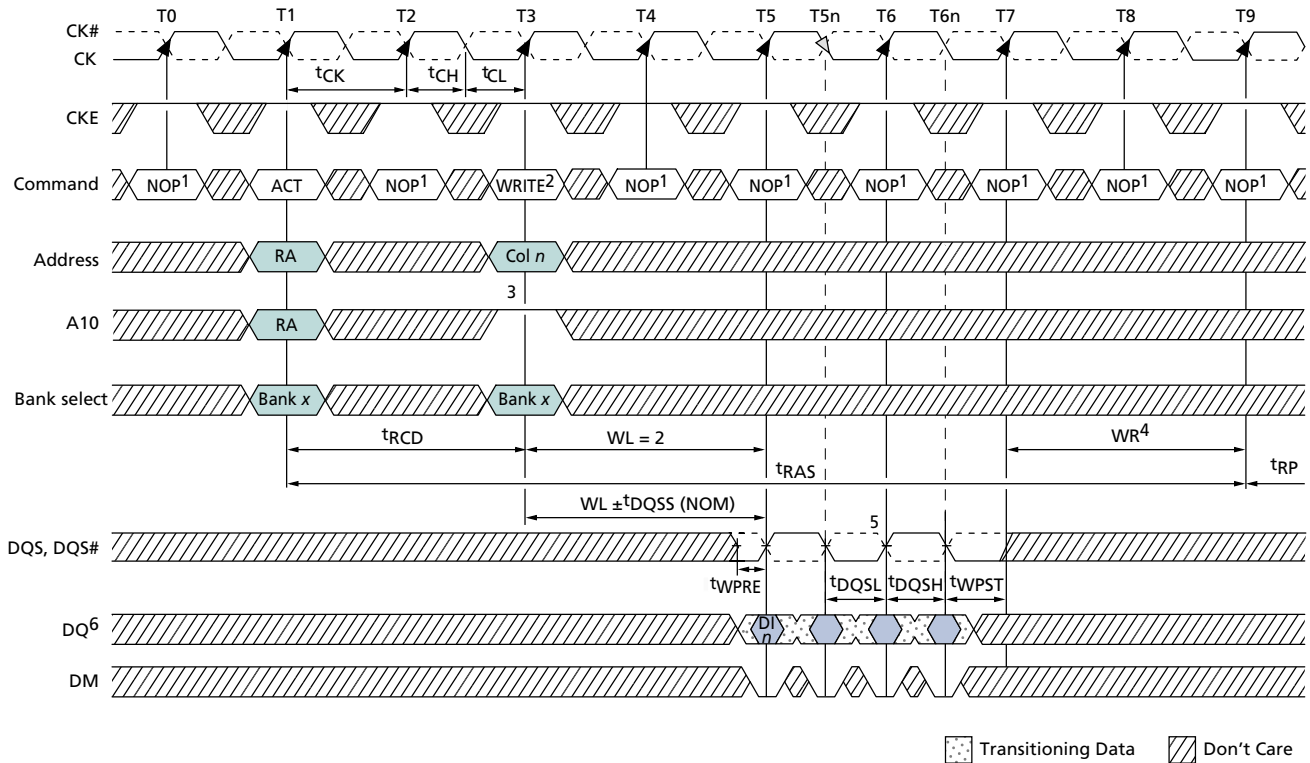 T0 T1 T2 T3 T4 T5 T5n T6 T6n T7 T8 T9
CK#
CK
tCK tCH tCL
CKE
Command NOP1 ACT NOP1 WRITE2 NOP1 NOP1 NOP1 NOP1 NOP1 NOP1
Address RA Col n
3
A10 RA
Bank select Bank x Bank x
tRCD WL = 2 WR4
tRAS tRP
WL ±tDQSS (NOM)
5
DQS, DQS#
tWPRE tDQSL tDQSH tWPST
DQ6 DI
n
DM
Transitioning Data Don't Care